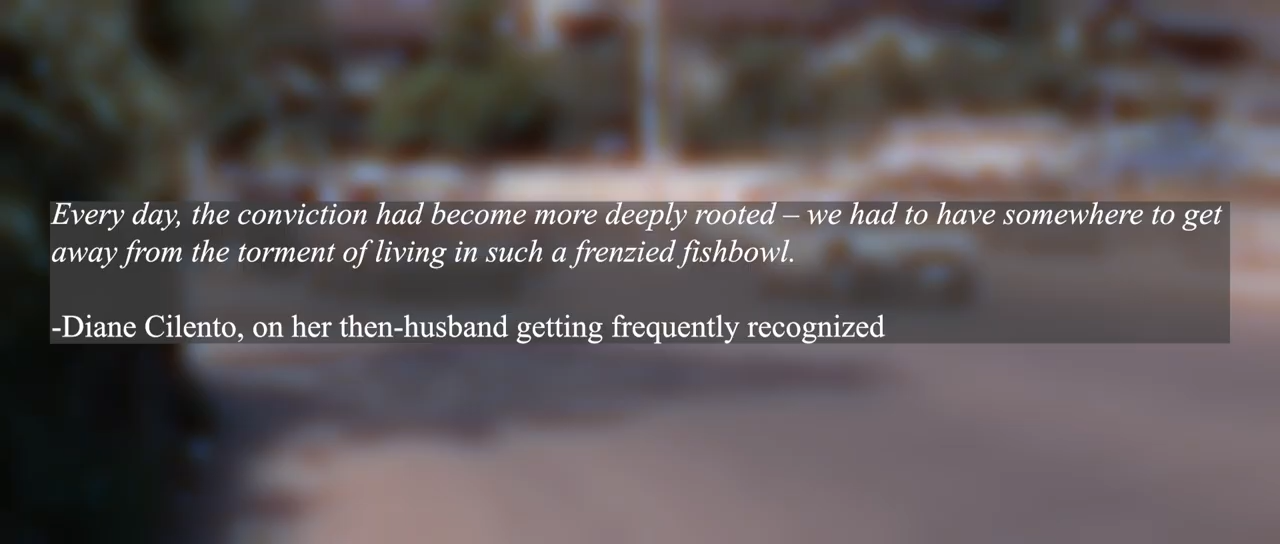 Every day, the conviction had become more deeply rooted – we had to have somewhere to get
away from the torment of living in such a frenzied fishbowl.
-Diane Cilento, on her then-husband getting frequently recognized